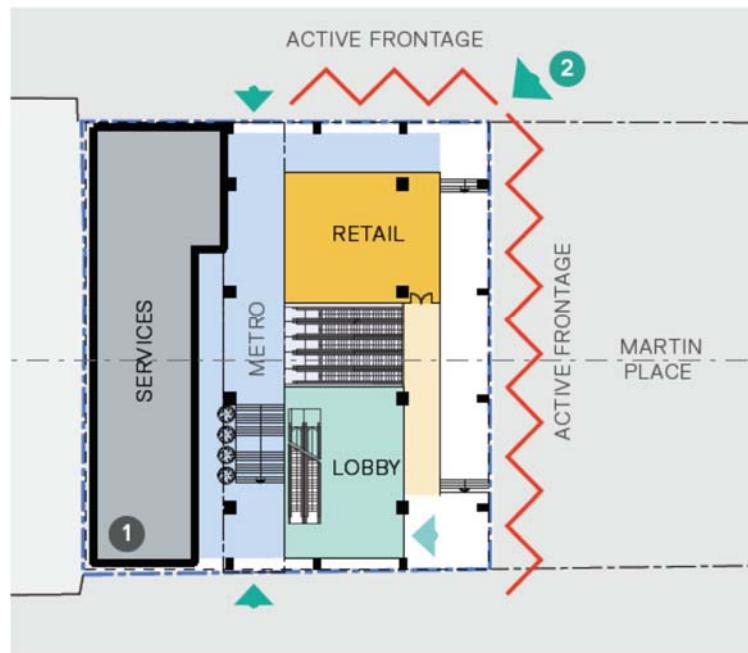 ACTIVE FRONTAGE
2
RETAIL
SERVICES
METRO
ACTIVE FRONTAGE
MARTIN
PLACE
LOBBY
1